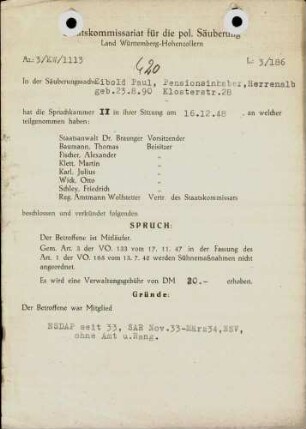 atskommissariat für die pol. Säuberung
Land Württemberg-Hohenzollern
Az.: 3/KW/1113
L: 3/186
420
In der Säuberungssache Eibold Paul, Pensionsinhaber, Herrenalb
geb.23.8.90 Klosterstr.28
hat die Spruchkammer II in ihrer Sitzung am 16.12.48 an welcher
teilgenommen haben:
Staatsanwalt Dr. Vorsitzender
Baumann, Thomas Beisitzer
Fischer, Alexander "
Klett, Martin "
Karl, Julius "
Wick, Otto "
Schley, Friedrich "
Reg. Amtmann Vertr. des Staatskommissars
beschlossen und verkündet folgenden
SPRUCH:
Der Betroffene ist Mitläufer.
Gem. Art. 3 der VO. 133 vom 17. 11. 47 in der Fassung des
Art. 1 der VO. 165 vom 13. 7. 48 werden Sühnemaßnahmen nicht
angeordnet.
Es wird eine Verwaltungsgebühr von DM 20.- erhoben.
Gründe:
Der Betroffene war Mitglied
NSDAP seit 33, SAR Nov.33-März34, NSV,
ohne Amt u.Rang.